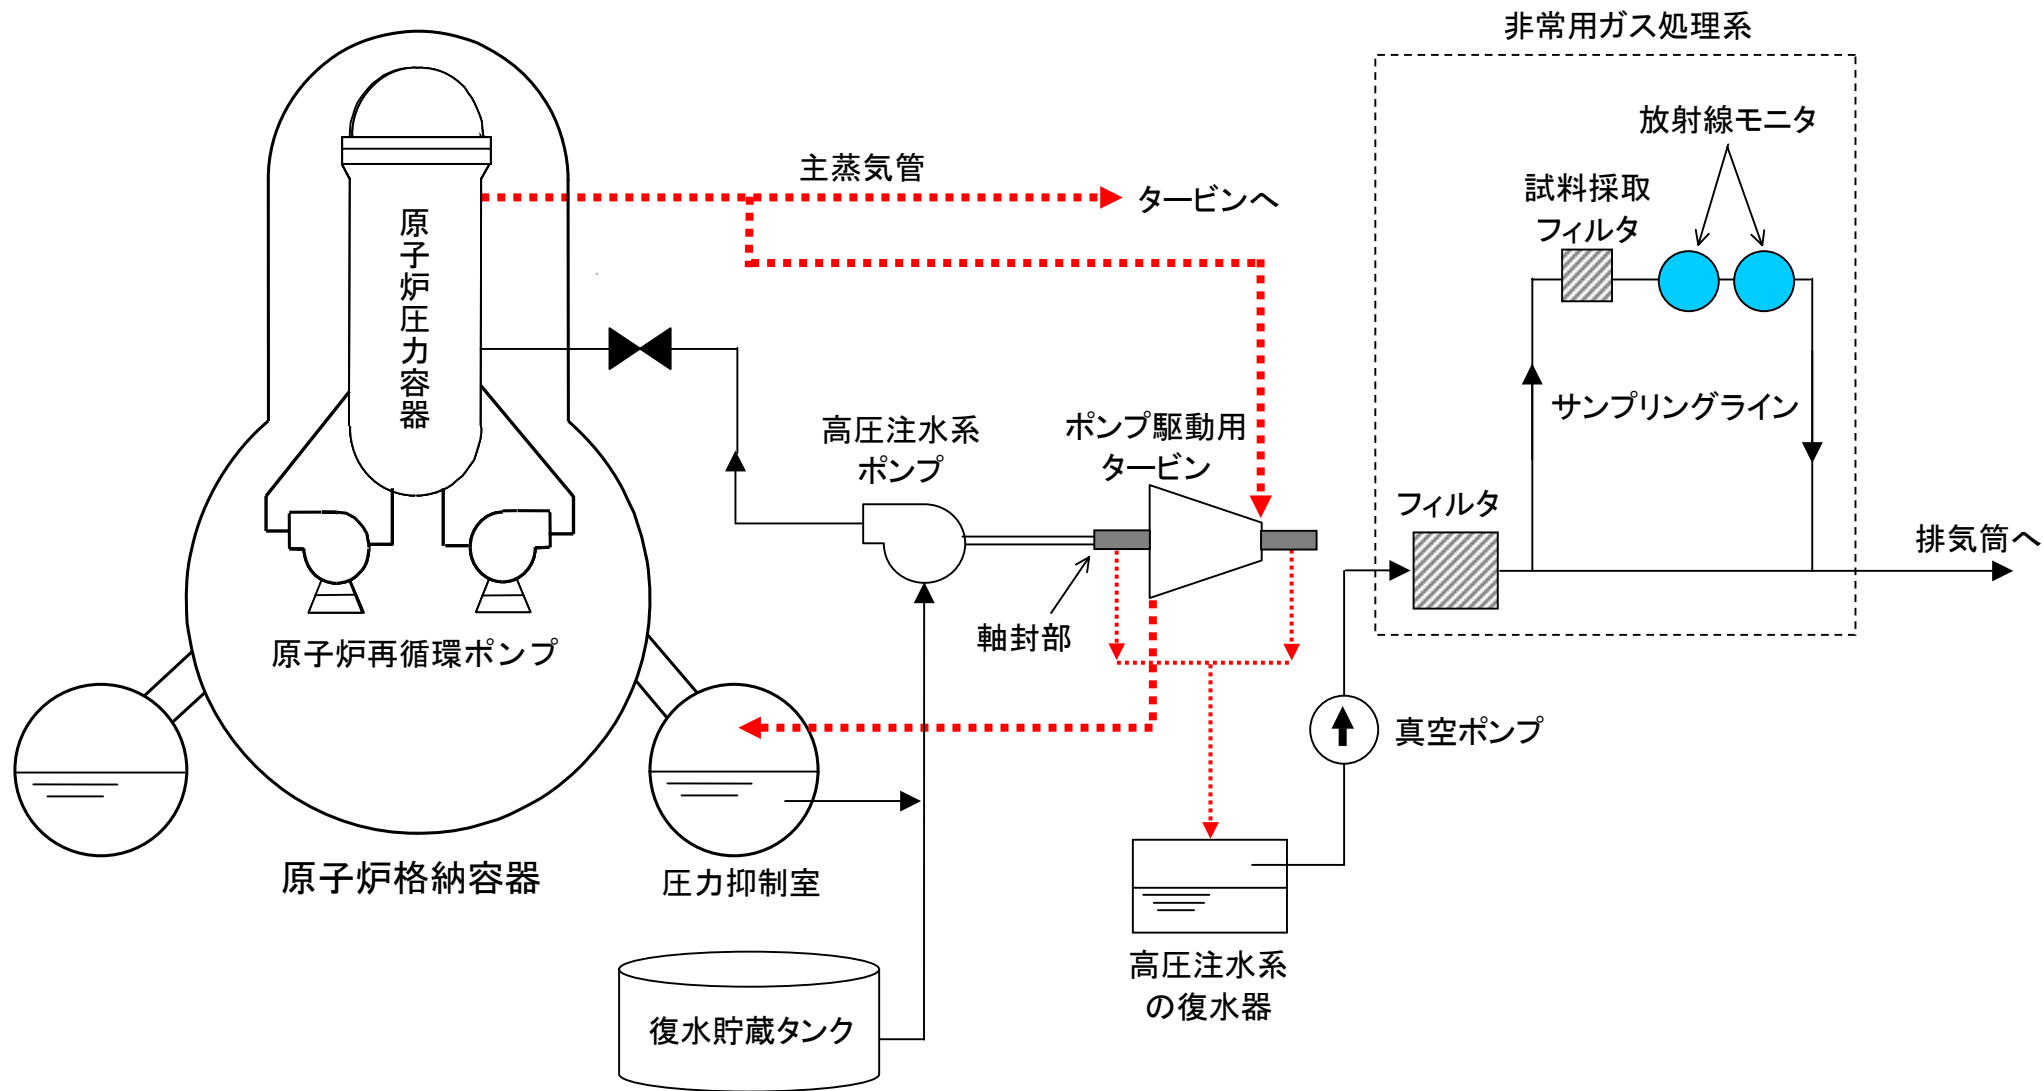 非常用ガス処理系
放射線モニタ
主蒸気管
タービンへ
試料採取
フィルタ
原子炉圧力容器
サンプリングライン
高圧注水系
ポンプ
ポンプ駆動用
タービン
フィルタ
排気筒へ
軸封部
原子炉再循環ポンプ
真空ポンプ
原子炉格納容器
圧力抑制室
高圧注水系
の復水器
復水貯蔵タンク